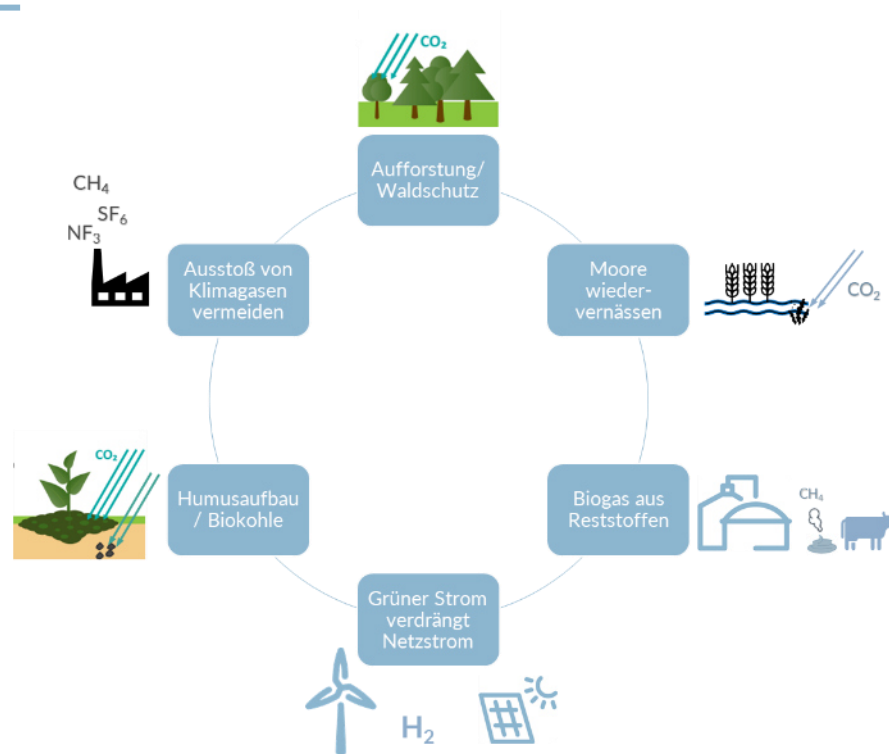 CO₂
Aufforstung/
Waldschutz
CH₄
SF₆
NF₃
Ausstoß von
Klimagasen
vermeiden
Moore
wieder-
vernässen
CO₂
CO₂
Humusaufbau
/ Biokohle
Biogas aus
Reststoffen
CH₄
Grüner Strom
verdrängt
Netzstrom
H₂